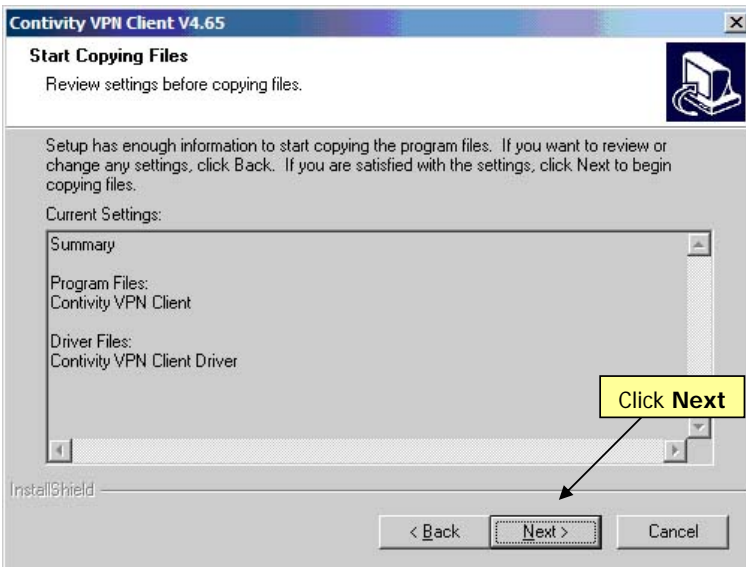 Contivity VPN Client V4.65
Start Copying Files
Review settings before copying files.
Setup has enough information to start copying the program files.  If you want to review or
change any settings, click Back.  If you are satisfied with the settings, click Next to begin
copying files.
Current Settings:
Summary
Program Files:
Contivity VPN Client
Driver Files:
Contivity VPN Client Driver
Click Next
InstallShield
< Back
Next >
Cancel